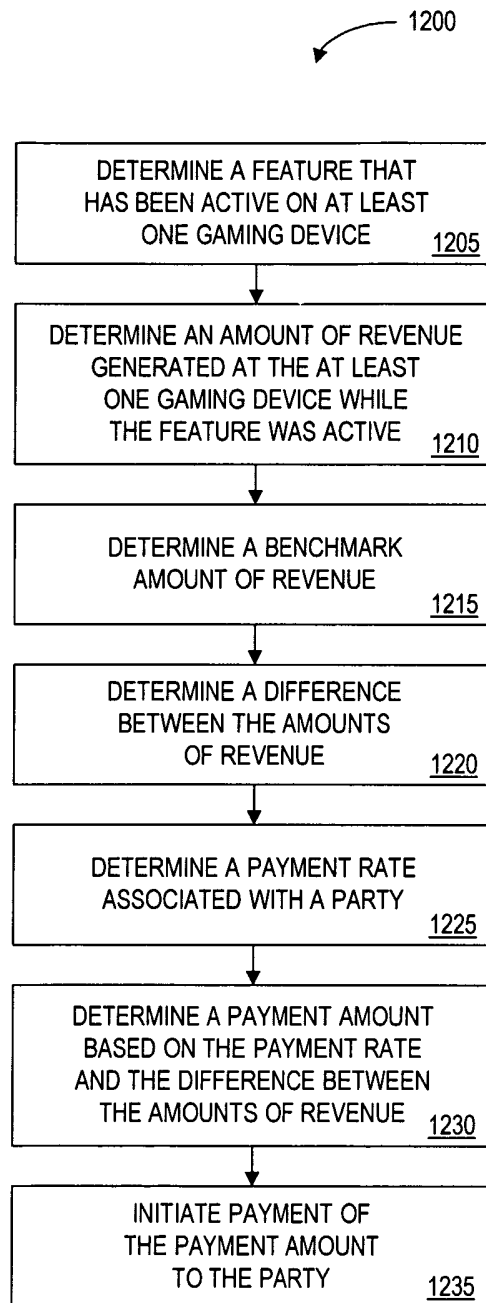 1200
DETERMINE A FEATURE THAT
HAS BEEN ACTIVE ON AT LEAST
ONE GAMING DEVICE
1205
DETERMINE AN AMOUNT OF REVENUE
GENERATED AT THE AT LEAST
ONE GAMING DEVICE WHILE
THE FEATURE WAS ACTIVE
1210
DETERMINE A BENCHMARK
AMOUNT OF REVENUE
1215
DETERMINE A DIFFERENCE
BETWEEN THE AMOUNTS
OF REVENUE
1220
DETERMINE A PAYMENT RATE
ASSOCIATED WITH A PARTY
1225
DETERMINE A PAYMENT AMOUNT
BASED ON THE PAYMENT RATE
AND THE DIFFERENCE BETWEEN
THE AMOUNTS OF REVENUE
1230
INITIATE PAYMENT OF
THE PAYMENT AMOUNT
TO THE PARTY
1235